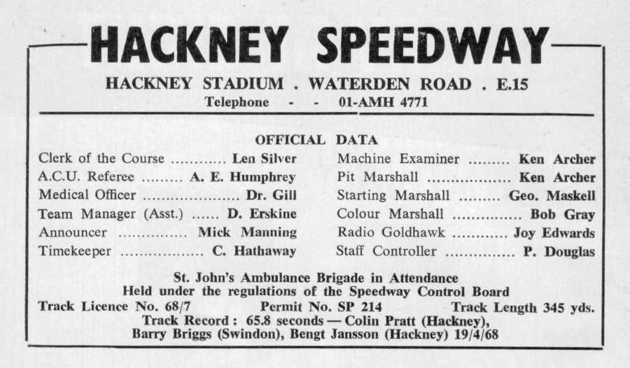 HACKNEY SPEEDWAY
HACKNEY STADIUM . WATERDEN ROAD . E.15
Telephone - - 01-AMH 4771
OFFICIAL DATA
Clerk of the Course ............ Len Silver
A.C.U. Referee ......... A. E. Humphrey
Medical Officer ................... Dr. Gill
Team Manager (Asst.) ...... D. Erskine
Announcer .............. Mick Manning
Timekeeper .................. C. Hathaway
Machine Examiner ......... Ken Archer
Pit Marshall ................... Ken Archer
Starting Marshall ......... Geo. Maskell
Colour Marshall ............... Bob Gray
Radio Goldhawk ............ Joy Edwards
Staff Controller ............... P. Douglas
St. John's Ambulance Brigade in Attendance
Held under the regulations of the Speedway Control Board
Track Licence No. 68/7 Permit No. SP 214 Track Length 345 yds.
Track Record : 65.8 seconds — Colin Pratt (Hackney),
Barry Briggs (Swindon), Bengt Jansson (Hackney) 19/4/68